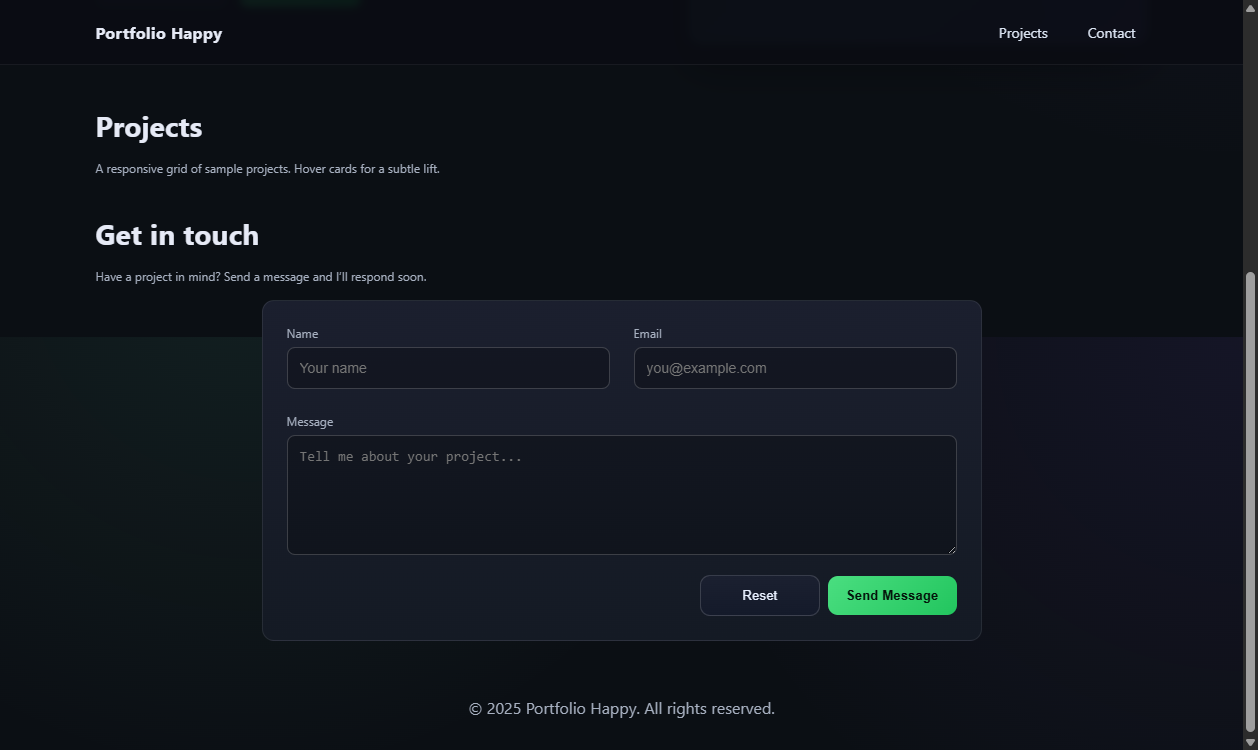 Portfolio Happy
Projects
Contact
Projects
A responsive grid of sample projects. Hover cards for a subtle lift.
Get in touch
Have a project in mind? Send a message and I’ll respond soon.
Name
Email
Your name
you@example.com
Message
Tell me about your project...
Reset
Send Message
© 2025 Portfolio Happy. All rights reserved.